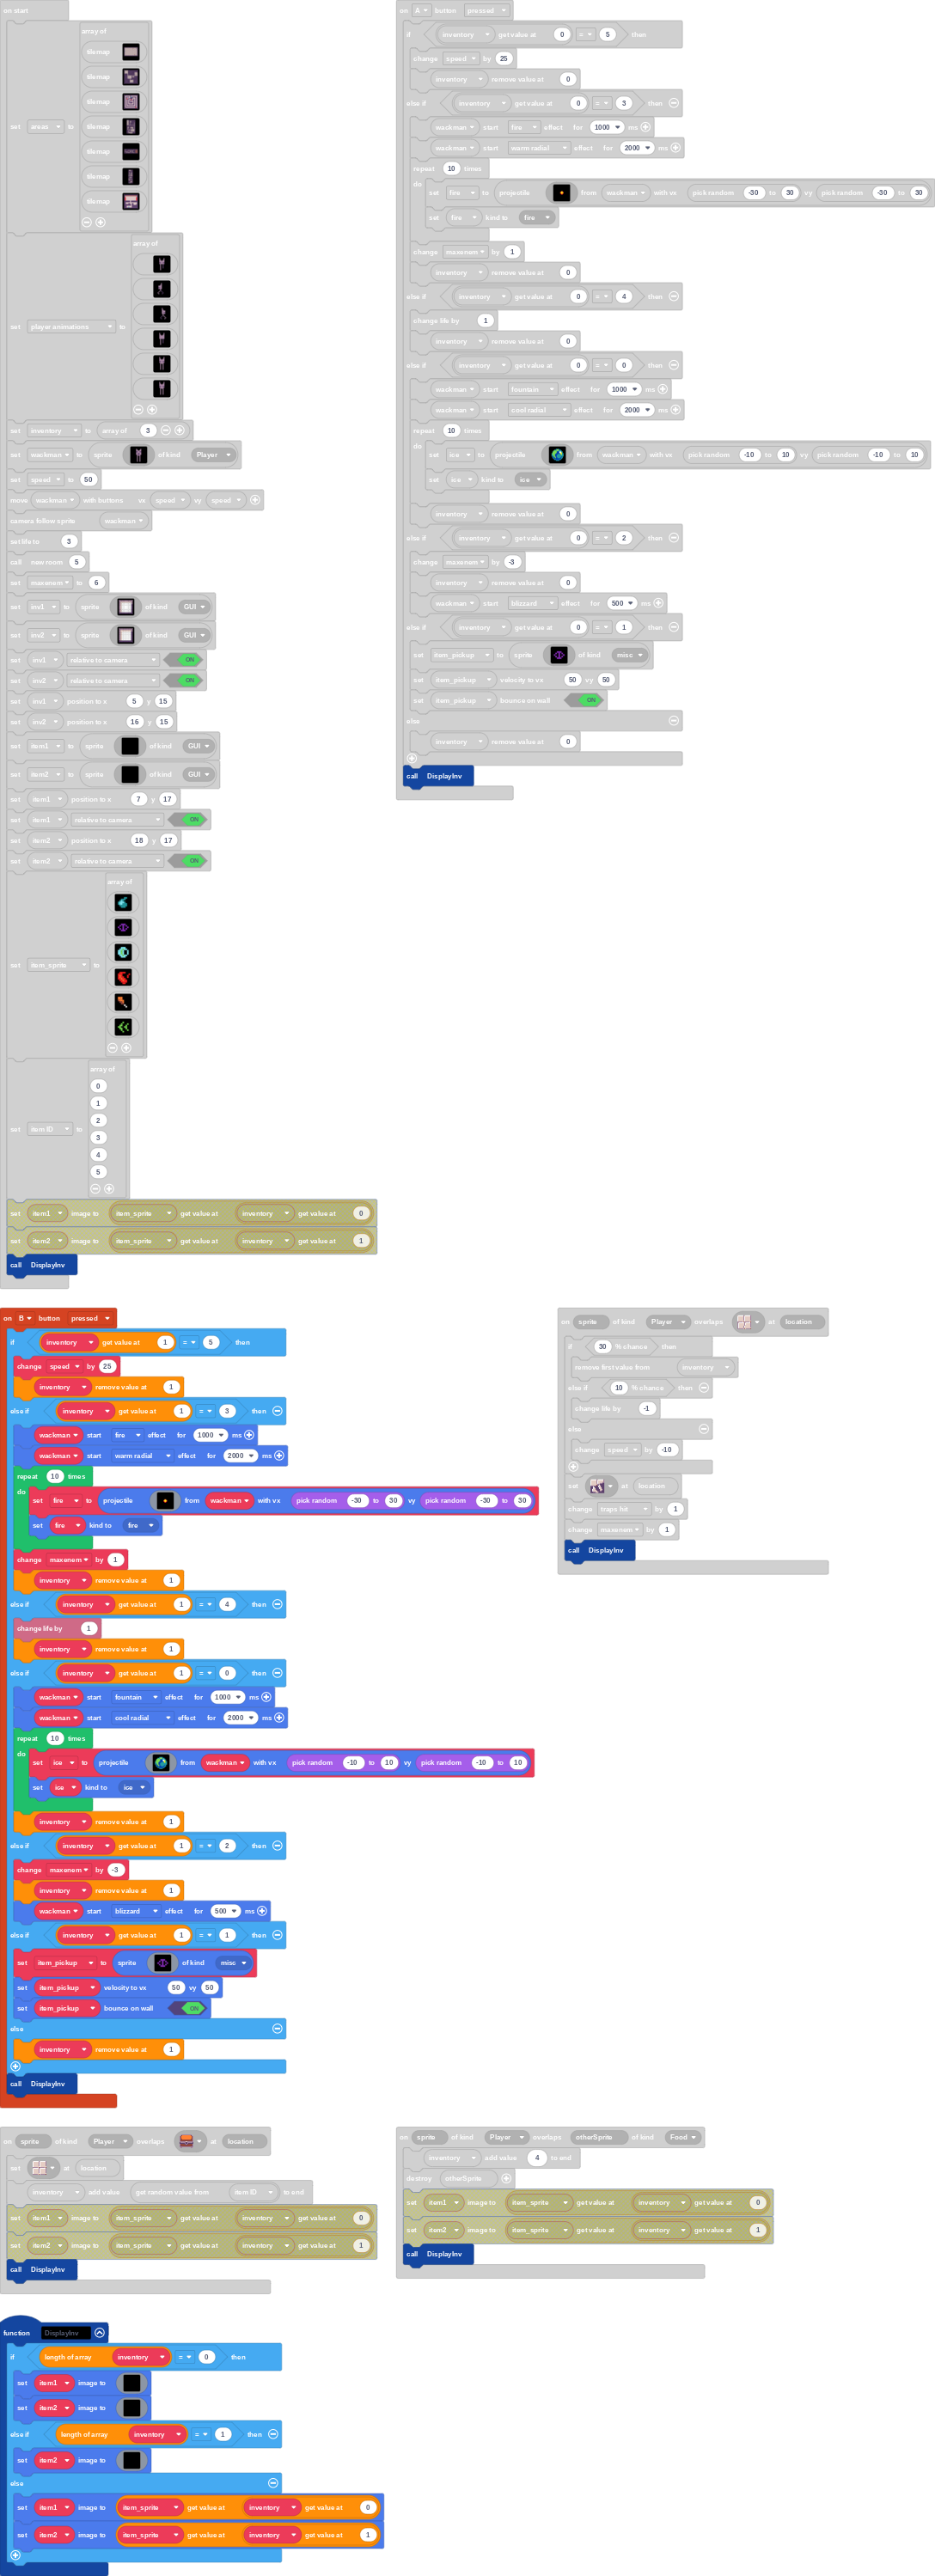 on start
set areas to array of
tilemap
tilemap
tilemap
tilemap
tilemap
tilemap
tilemap
set player animations to array of
set inventory to array of 3
set wackman to sprite of kind Player
set speed to 50
move wackman with buttons vx speed vy speed
camera follow sprite wackman
set life to 3
call new room 5
set maxenem to 6
set inv1 to sprite of kind GUI
set inv2 to sprite of kind GUI
set inv1 relative to camera ON
set inv2 relative to camera ON
set inv1 position to x 5 y 15
set inv2 position to x 16 y 15
set item1 to sprite of kind GUI
set item2 to sprite of kind GUI
set item1 position to x 7 y 17
set item1 relative to camera ON
set item2 position to x 18 y 17
set item2 relative to camera ON
set item_sprite to array of
set item ID to array of
0
1
2
3
4
5
set item1 image to item_sprite get value at inventory get value at 0
set item2 image to item_sprite get value at inventory get value at 1
call DisplayInv
on A button pressed
if inventory get value at 0 = 5 then
change speed by 25
inventory remove value at 0
else if inventory get value at 0 = 3 then
wackman start fire effect for 1000 ms
wackman start warm radial effect for 2000 ms
repeat 10 times
do
set fire to projectile from wackman with vx pick random -30 to 30 vy pick random -30 to 30
set fire kind to fire
change maxenem by 1
inventory remove value at 0
else if inventory get value at 0 = 4 then
change life by 1
inventory remove value at 0
else if inventory get value at 0 = 0 then
wackman start fountain effect for 1000 ms
wackman start cool radial effect for 2000 ms
repeat 10 times
do
set ice to projectile from wackman with vx pick random -10 to 10 vy pick random -10 to 10
set ice kind to ice
inventory remove value at 0
else if inventory get value at 0 = 2 then
change maxenem by -3
inventory remove value at 0
wackman start blizzard effect for 500 ms
else if inventory get value at 0 = 1 then
set item_pickup to sprite of kind misc
set item_pickup velocity to vx 50 vy 50
set item_pickup bounce on wall ON
else
inventory remove value at 0
call DisplayInv
on B button pressed
if inventory get value at 1 = 5 then
change speed by 25
inventory remove value at 1
else if inventory get value at 1 = 3 then
wackman start fire effect for 1000 ms
wackman start warm radial effect for 2000 ms
repeat 10 times
do
set fire to projectile from wackman with vx pick random -30 to 30 vy pick random -30 to 30
set fire kind to fire
change maxenem by 1
inventory remove value at 1
else if inventory get value at 1 = 4 then
change life by 1
inventory remove value at 1
else if inventory get value at 1 = 0 then
wackman start fountain effect for 1000 ms
wackman start cool radial effect for 2000 ms
repeat 10 times
do
set ice to projectile from wackman with vx pick random -10 to 10 vy pick random -10 to 10
set ice kind to ice
inventory remove value at 1
else if inventory get value at 1 = 2 then
change maxenem by -3
inventory remove value at 1
wackman start blizzard effect for 500 ms
else if inventory get value at 1 = 1 then
set item_pickup to sprite of kind misc
set item_pickup velocity to vx 50 vy 50
set item_pickup bounce on wall ON
else
inventory remove value at 1
call DisplayInv
on sprite of kind Player overlaps at location
if 30 % chance then
remove first value from inventory
else if 10 % chance then
change life by -1
else
change speed by -10
set at location
change traps hit by 1
change maxenem by 1
call DisplayInv
on sprite of kind Player overlaps at location
set at location
inventory add value get random value from item ID to end
set item1 image to item_sprite get value at inventory get value at 0
set item2 image to item_sprite get value at inventory get value at 1
call DisplayInv
on sprite of kind Player overlaps otherSprite of kind Food
inventory add value 4 to end
destroy otherSprite
set item1 image to item_sprite get value at inventory get value at 0
set item2 image to item_sprite get value at inventory get value at 1
call DisplayInv
function DisplayInv
if length of array inventory = 0 then
set item1 image to
set item2 image to
else if length of array inventory = 1 then
set item2 image to
else
set item1 image to item_sprite get value at inventory get value at 0
set item2 image to item_sprite get value at inventory get value at 1